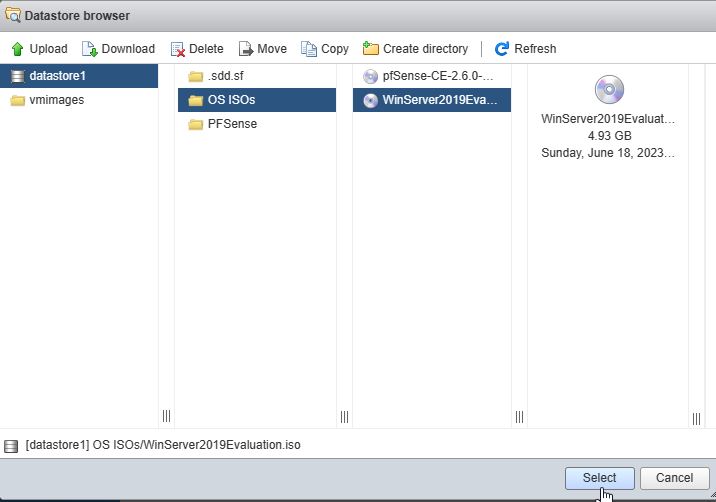 Datastore browser
Upload Download Delete Move Copy Create directory Refresh
datastore1
vmimages
.sdd.sf
OS ISOs
PFSense
pfSense-CE-2.6.0-...
WinServer2019Eva...
WinServer2019Evaluat...
4.93 GB
Sunday, June 18, 2023...
[datastore1] OS ISOs/WinServer2019Evaluation.iso
Select Cancel